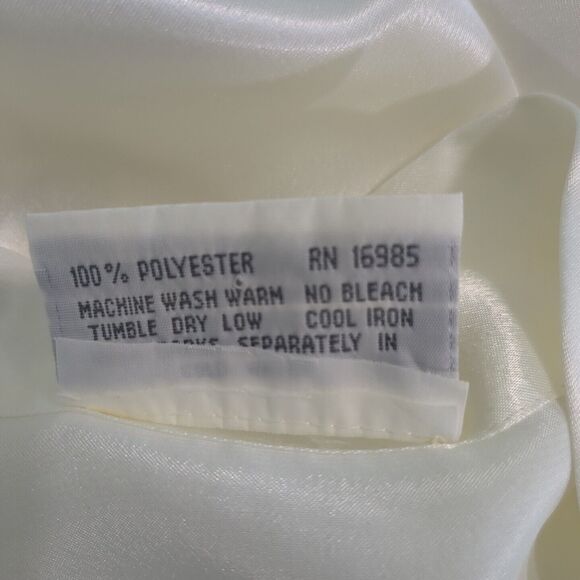 100% POLYESTER RN 16985
MACHINE WASH WARM NO BLEACH
TUMBLE DRY LOW COOL IRON
SEPARATELY IN